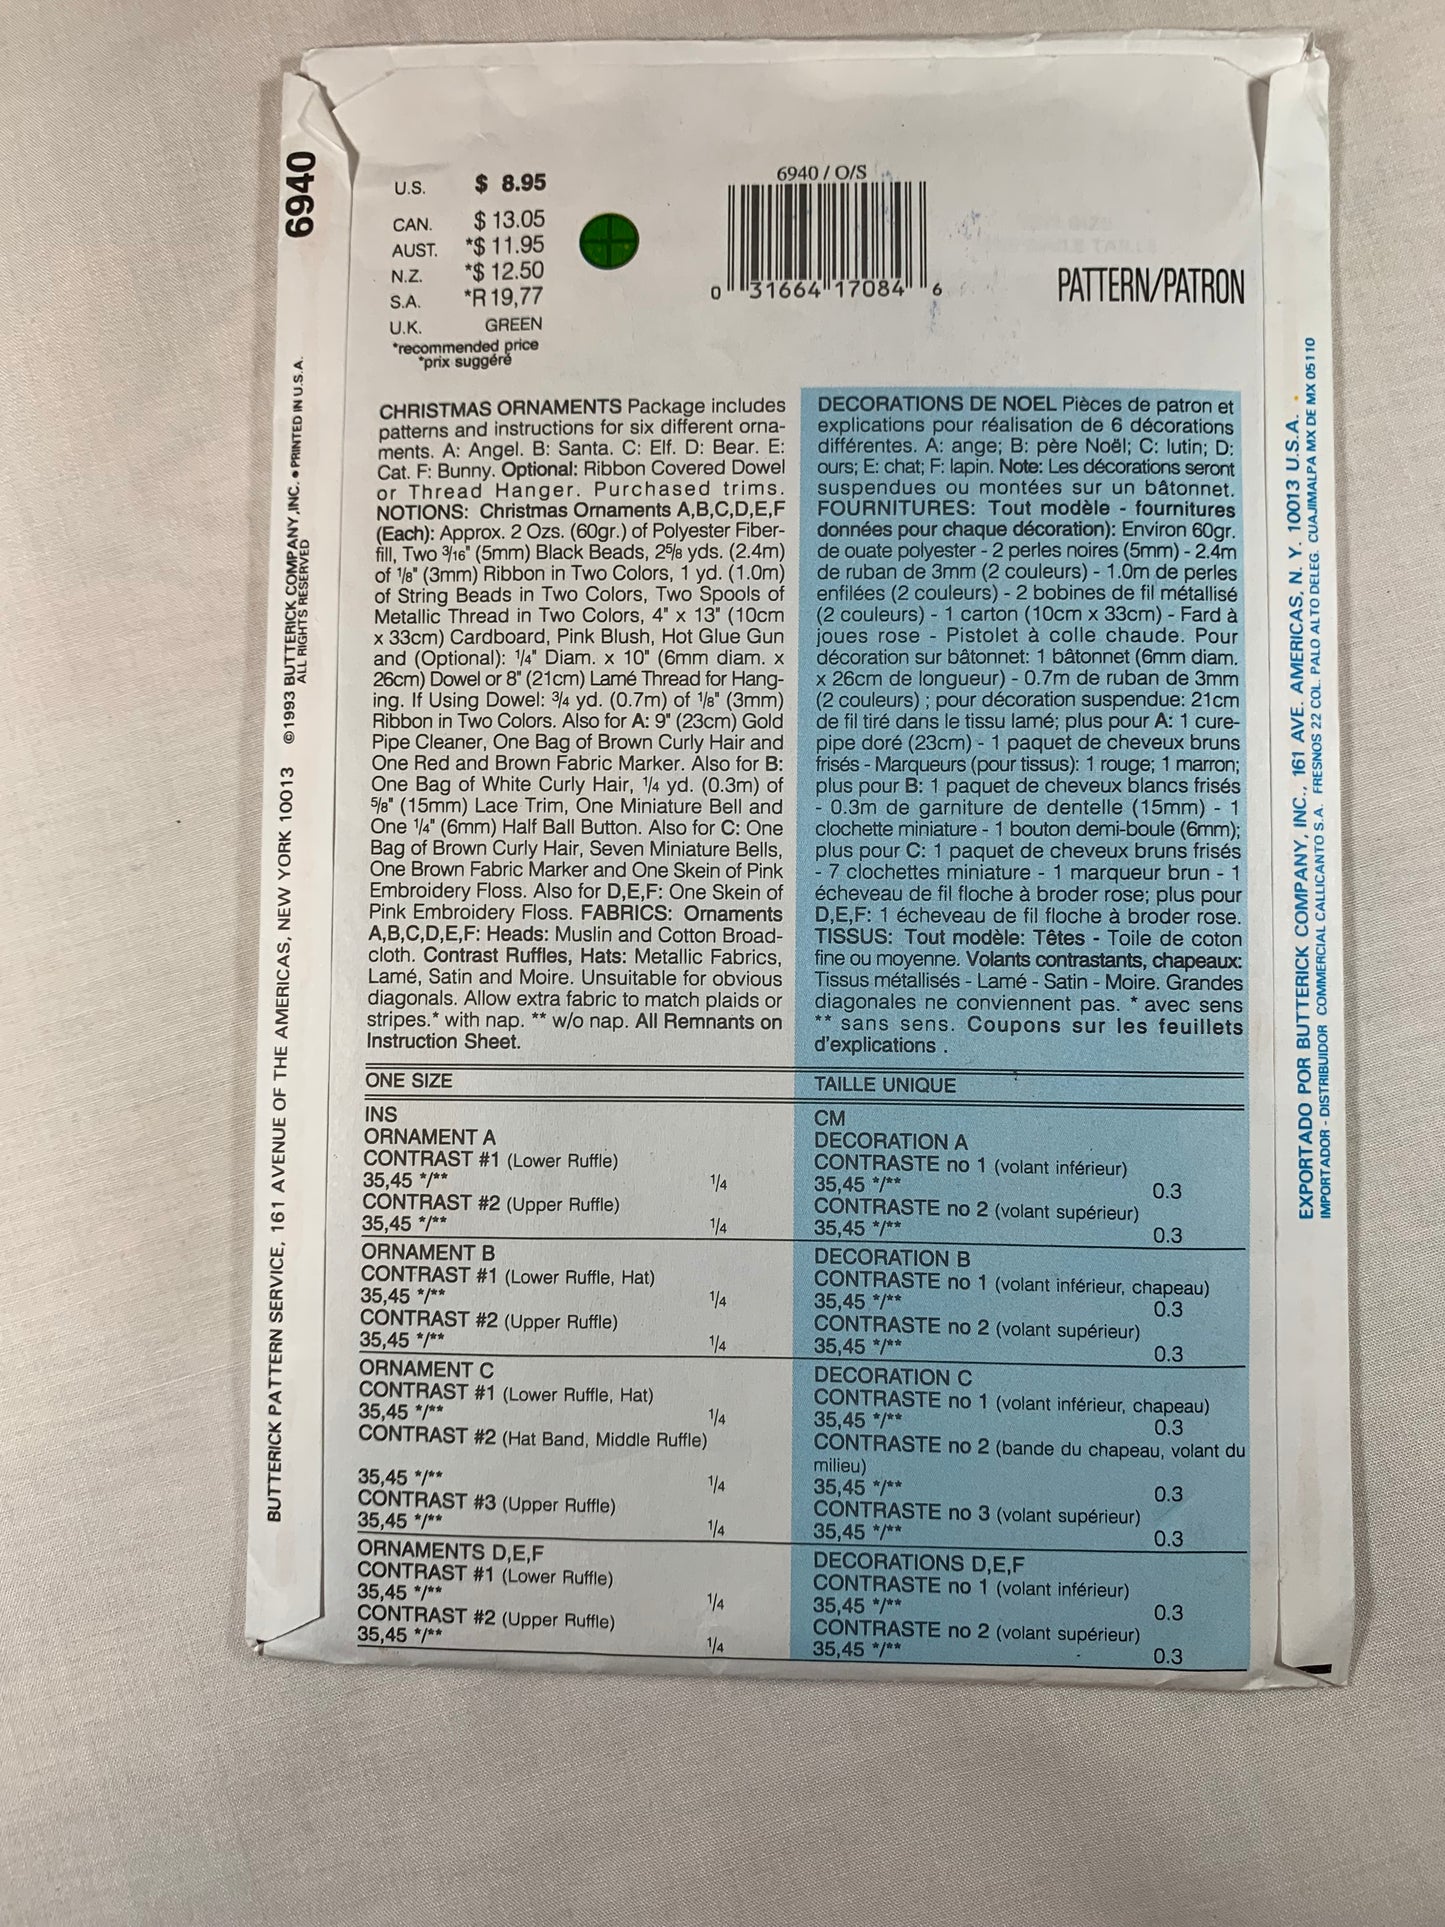 6940
U.S. $ 8.95
CAN. $ 13.05
AUST. *$ 11.95
N.Z. *$ 12.50
S.A. *R 19,77
U.K. GREEN
*recommended price
*prix suggéré
6940 / O/S
0 31664 17084 6
PATTERN/PATRON
CHRISTMAS ORNAMENTS Package includes
patterns and instructions for six different orna-
ments. A: Angel. B: Santa. C: Elf. D: Bear. E:
Cat. F: Bunny. Optional: Ribbon Covered Dowel
or Thread Hanger. Purchased trims.
NOTIONS: Christmas Ornaments A,B,C,D,E,F
(Each): Approx. 2 Ozs. (60gr.) of Polyester Fiber-
fill, Two 3/16" (5mm) Black Beads, 2 5/8 yds. (2.4m)
of 1/8" (3mm) Ribbon in Two Colors, 1 yd. (1.0m)
of String Beads in Two Colors, Two Spools of
Metallic Thread in Two Colors, 4" x 13" (10cm
x 33cm) Cardboard, Pink Blush, Hot Glue Gun
and (Optional): 1/4" Diam. x 10" (6mm diam. x
26cm) Dowel or 8" (21cm) Lamé Thread for Hang-
ing. If Using Dowel: 3/4 yd. (0.7m) of 1/8" (3mm)
Ribbon in Two Colors. Also for A: 9" (23cm) Gold
Pipe Cleaner, One Bag of Brown Curly Hair and
One Red and Brown Fabric Marker. Also for B:
One Bag of White Curly Hair, 1/4 yd. (0.3m) of
5/8" (15mm) Lace Trim, One Miniature Bell and
One 1/4" (6mm) Half Ball Button. Also for C: One
Bag of Brown Curly Hair, Seven Miniature Bells,
One Brown Fabric Marker and One Skein of Pink
Embroidery Floss. Also for D,E,F: One Skein of
Pink Embroidery Floss. FABRICS: Ornaments
A,B,C,D,E,F: Heads: Muslin and Cotton Broad-
cloth. Contrast Ruffles, Hats: Metallic Fabrics,
Lamé, Satin and Moire. Unsuitable for obvious
diagonals. Allow extra fabric to match plaids or
stripes.* with nap. ** w/o nap. All Remnants on
Instruction Sheet.
DECORATIONS DE NOEL Pièces de patron et
explications pour réalisation de 6 décorations
différentes. A: ange; B: père Noël; C: lutin; D:
ours; E: chat; F: lapin. Note: Les décorations seront
suspendues ou montées sur un bâtonnet.
FOURNITURES: Tout modèle - fournitures
données pour chaque décoration): Environ 60gr.
de ouate polyester - 2 perles noires (5mm) - 2.4m
de ruban de 3mm (2 couleurs) - 1.0m de perles
enfilées (2 couleurs) - 2 bobines de fil métallisé
(2 couleurs) - 1 carton (10cm x 33cm) - Fard à
joues rose - Pistolet à colle chaude. Pour
décoration sur bâtonnet: 1 bâtonnet (6mm diam.
x 26cm de longueur) - 0.7m de ruban de 3mm
(2 couleurs) ; pour décoration suspendue: 21cm
de fil tiré dans le tissu lamé; plus pour A: 1 cure-
pipe doré (23cm) - 1 paquet de cheveux bruns
frisés - Marqueurs (pour tissus): 1 rouge; 1 marron;
plus pour B: 1 paquet de cheveux blancs frisés
- 0.3m de garniture de dentelle (15mm) - 1
clochette miniature - 1 bouton demi-boule (6mm);
plus pour C: 1 paquet de cheveux bruns frisés
- 7 clochettes miniature - 1 marqueur brun - 1
écheveau de fil floche à broder rose; plus pour
D,E,F: 1 écheveau de fil floche à broder rose.
TISSUS: Tout modèle: Têtes - Toile de coton
fine ou moyenne. Volants contrastants, chapeaux:
Tissus métallisés - Lamé - Satin - Moire. Grandes
diagonales ne conviennent pas. * avec sens
** sans sens. Coupons sur les feuillets
d'explications .
ONE SIZE
INS
ORNAMENT A
CONTRAST #1 (Lower Ruffle)
35,45 */** 1/4
CONTRAST #2 (Upper Ruffle)
35,45 */** 1/4
ORNAMENT B
CONTRAST #1 (Lower Ruffle, Hat)
35,45 */** 1/4
CONTRAST #2 (Upper Ruffle)
35,45 */** 1/4
ORNAMENT C
CONTRAST #1 (Lower Ruffle, Hat)
35,45 */** 1/4
CONTRAST #2 (Hat Band, Middle Ruffle)
35,45 */** 1/4
CONTRAST #3 (Upper Ruffle)
35,45 */** 1/4
ORNAMENTS D,E,F
CONTRAST #1 (Lower Ruffle)
35,45 */** 1/4
CONTRAST #2 (Upper Ruffle)
35,45 */** 1/4
TAILLE UNIQUE
CM
DECORATION A
CONTRASTE no 1 (volant inférieur)
35,45 */** 0.3
CONTRASTE no 2 (volant supérieur)
35,45 */** 0.3
DECORATION B
CONTRASTE no 1 (volant inférieur, chapeau)
35,45 */** 0.3
CONTRASTE no 2 (volant supérieur)
35,45 */** 0.3
DECORATION C
CONTRASTE no 1 (volant inférieur, chapeau)
35,45 */** 0.3
CONTRASTE no 2 (bande du chapeau, volant du
milieu)
35,45 */** 0.3
CONTRASTE no 3 (volant supérieur)
35,45 */** 0.3
DECORATIONS D,E,F
CONTRASTE no 1 (volant inférieur)
35,45 */** 0.3
CONTRASTE no 2 (volant supérieur)
35,45 */** 0.3
BUTTERICK PATTERN SERVICE, 161 AVENUE OF THE AMERICAS, NEW YORK 10013 ©1993 BUTTERICK COMPANY,INC. • PRINTED IN U.S.A.
ALL RIGHTS RESERVED
EXPORTADO POR BUTTERICK COMPANY, INC., 161 AVE. AMERICAS, N. Y. 10013 U.S.A.
IMPORTADOR - DISTRIBUIDOR COMMERCIAL CALLICANTO S.A. FRESNOS 22 COL. PALO ALTO DELEG. CUAJIMALPA MX DE MX 05110